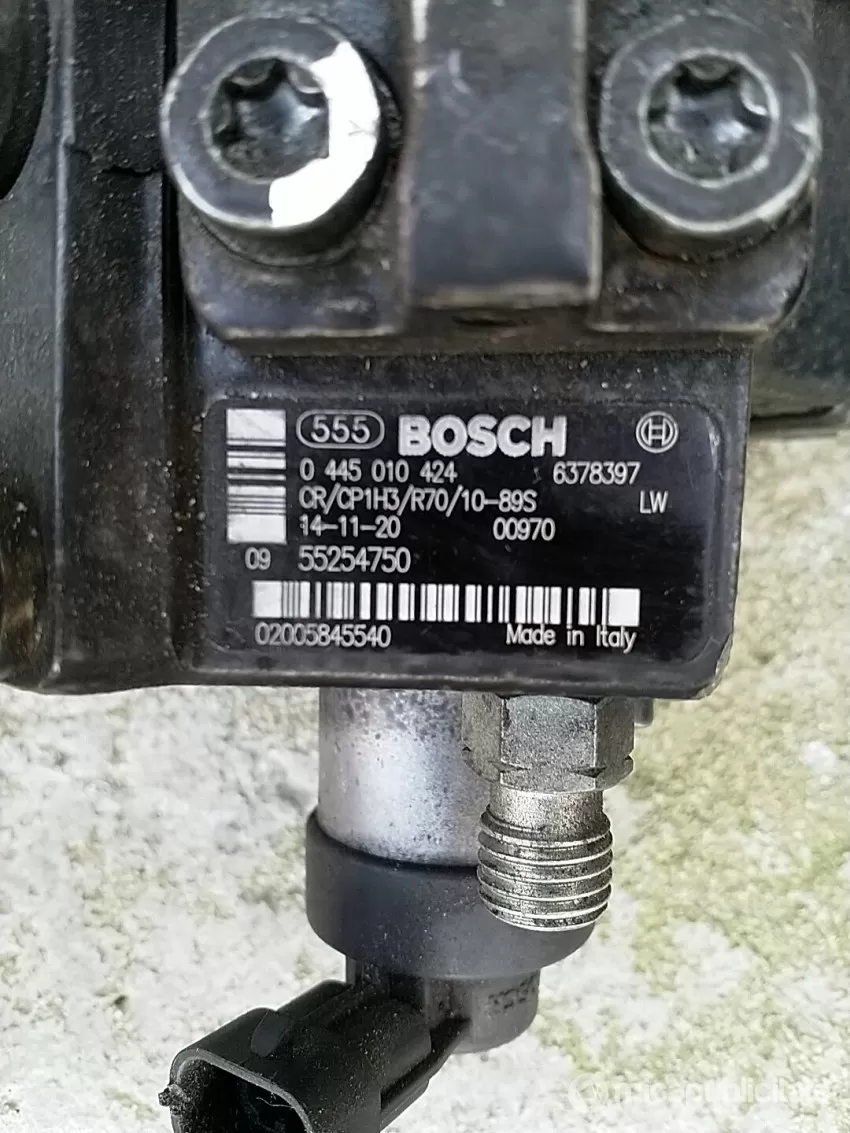 555 BOSCH
0 445 010 424 6378397
CR/CP1H3/R70/10-89S LW
14-11-20 00970
09 55254750
02005845540 Made in Italy